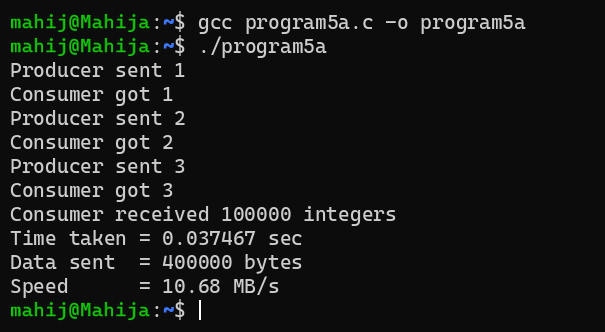 mahij@Mahija:~$ gcc program5a.c -o program5a
mahij@Mahija:~$ ./program5a
Producer sent 1
Consumer got 1
Producer sent 2
Consumer got 2
Producer sent 3
Consumer got 3
Consumer received 100000 integers
Time taken = 0.037467 sec
Data sent  = 400000 bytes
Speed      = 10.68 MB/s
mahij@Mahija:~$